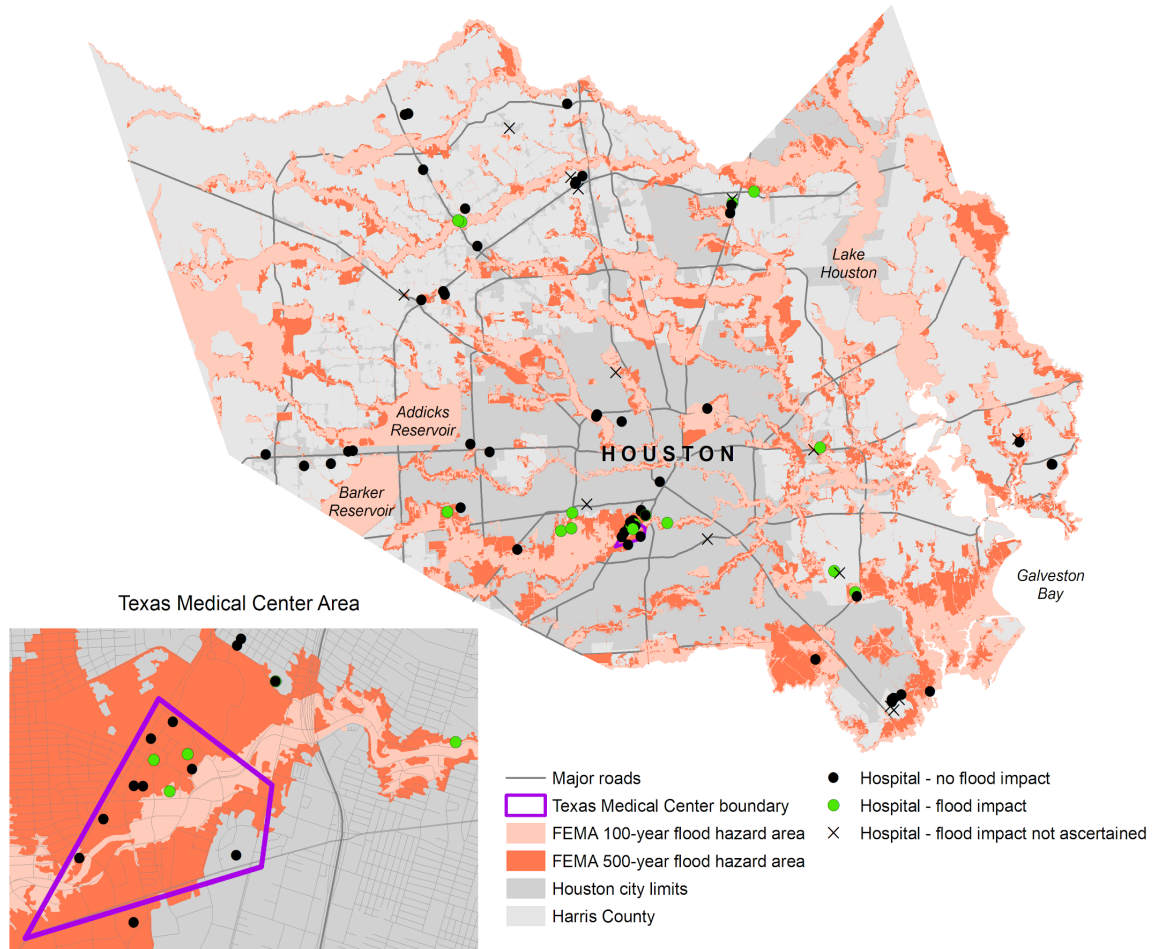 Lake
Houston
Addicks
Reservoir
HOUSTON
Barker
Reservoir
Galveston
Bay
Texas Medical Center Area
Major roads
Texas Medical Center boundary
FEMA 100-year flood hazard area
FEMA 500-year flood hazard area
Houston city limits
Harris County
Hospital - no flood impact
Hospital - flood impact
Hospital - flood impact not ascertained